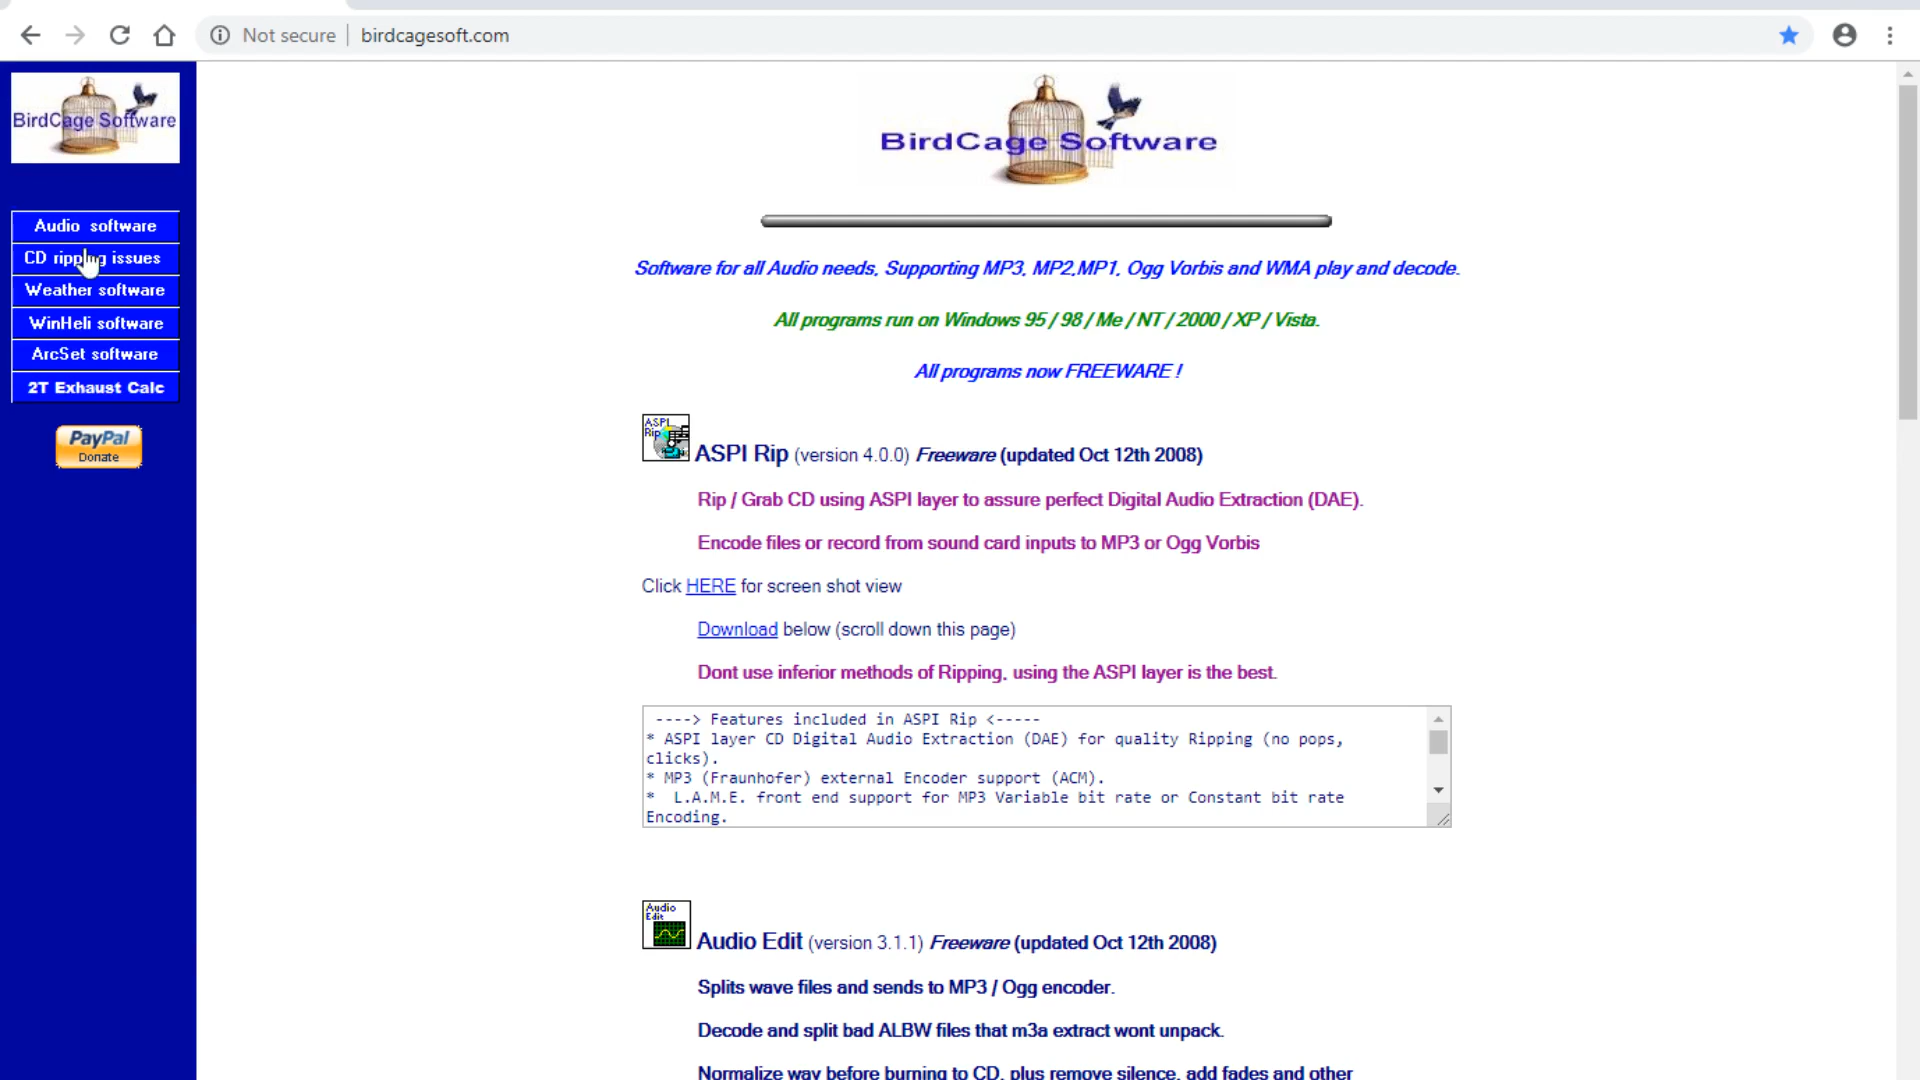 Not secure | birdcagesoft.com
BirdCage Software
Audio software
CD ripping issues
Weather software
WinHeli software
ArcSet software
2T Exhaust Calc
PayPal
Donate
BirdCage Software
Software for all Audio needs, Supporting MP3, MP2,MP1, Ogg Vorbis and WMA play and decode.
All programs run on Windows 95 / 98 / Me / NT / 2000 / XP / Vista.
All programs now FREEWARE !
ASPI
Rip
ASPI Rip (version 4.0.0) Freeware (updated Oct 12th 2008)
Rip / Grab CD using ASPI layer to assure perfect Digital Audio Extraction (DAE).
Encode files or record from sound card inputs to MP3 or Ogg Vorbis
Click HERE for screen shot view
Download below (scroll down this page)
Dont use inferior methods of Ripping, using the ASPI layer is the best.
----> Features included in ASPI Rip <-----
* ASPI layer CD Digital Audio Extraction (DAE) for quality Ripping (no pops,
clicks).
* MP3 (Fraunhofer) external Encoder support (ACM).
* L.A.M.E. front end support for MP3 Variable bit rate or Constant bit rate
Encoding.
Audio
Edit
Audio Edit (version 3.1.1) Freeware (updated Oct 12th 2008)
Splits wave files and sends to MP3 / Ogg encoder.
Decode and split bad ALBW files that m3a extract wont unpack.
Normalize wav before burning to CD, plus remove silence, add fades and other